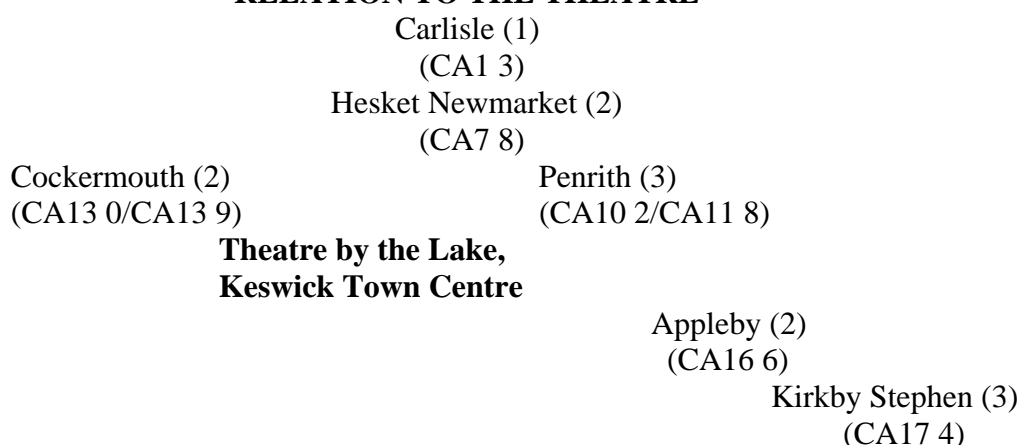 RELATION TO THE THEATRE
Carlisle (1)
(CA1 3)
Hesket Newmarket (2)
(CA7 8)
Cockermouth (2) Penrith (3)
(CA13 0/CA13 9) (CA10 2/CA11 8)
Theatre by the Lake,
Keswick Town Centre
Appleby (2)
(CA16 6)
Kirkby Stephen (3)
(CA17 4)